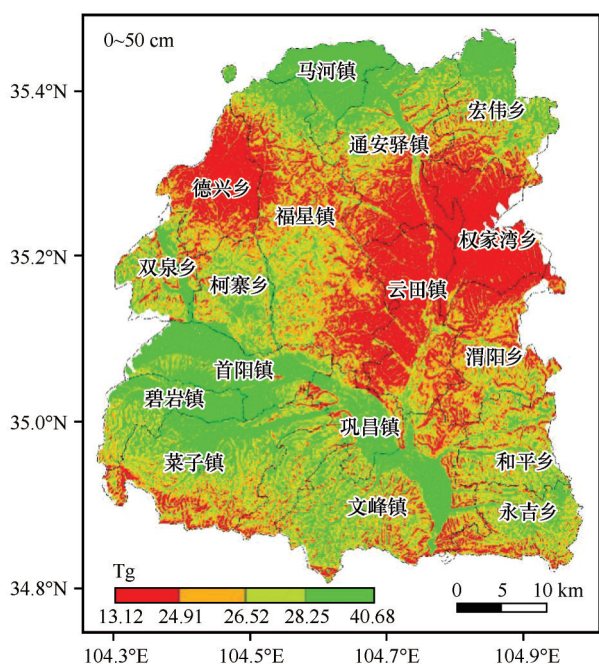 0~50 cm
35.4°N
35.2°N
35.0°N
34.8°N
马河镇
宏伟乡
通安驿镇
德兴乡
福星镇
权家湾乡
双泉乡
柯寨乡
云田镇
渭阳乡
首阳镇
碧岩镇
巩昌镇
菜子镇
和平乡
文峰镇
永吉乡
Tg
13.12 24.91 26.52 28.25 40.68
0 5 10 km
104.3°E 104.5°E 104.7°E 104.9°E